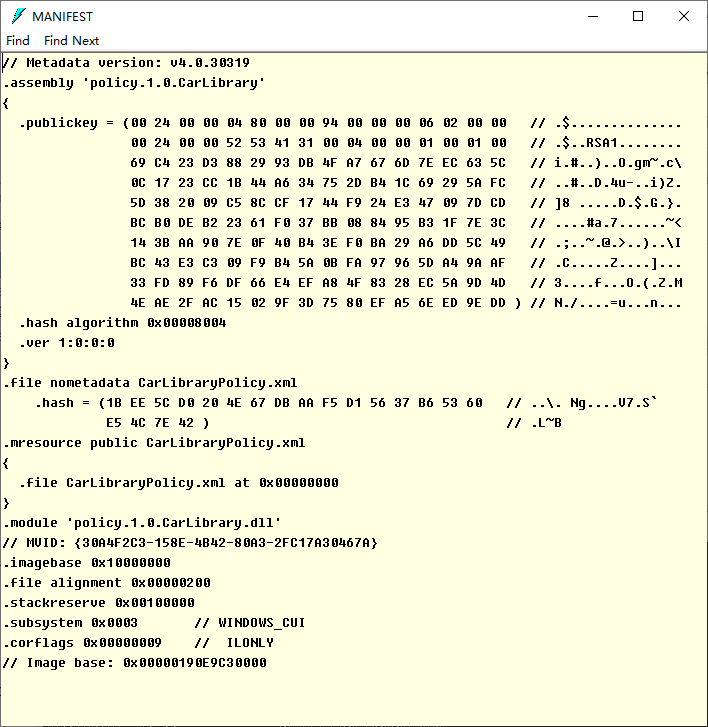 MANIFEST
Find Find Next
// Metadata version: v4.0.30319
.assembly 'policy.1.0.CarLibrary'
{
  .publickey = (00 24 00 00 04 80 00 00 94 00 00 00 06 02 00 00   // .$..............
                00 24 00 00 52 53 41 31 00 04 00 00 01 00 01 00   // .$..RSA1........
                69 C4 23 D3 88 29 93 DB 4F A7 67 6D 7E EC 63 5C   // i.#..)..O.gm~.c\
                0C 17 23 CC 1B 44 A6 34 75 2D B4 1C 69 29 5A FC   // ..#..D.4u-..i)Z.
                5D 38 20 09 C5 8C CF 17 44 F9 24 E3 47 09 7D CD   // ]8 .....D.$.G.}.
                BC B0 DE B2 23 61 F0 37 BB 08 84 95 B3 1F 7E 3C   // ....#a.7......~<
                14 3B AA 90 7E 0F 40 B4 3E F0 BA 29 A6 DD 5C 49   // .;..~.@.>..)..\I
                BC 43 E3 C3 09 F9 B4 5A 0B FA 97 96 5D A4 9A AF   // .C.....Z....]...
                33 FD 89 F6 DF 66 E4 EF A8 4F 83 28 EC 5A 9D 4D   // 3....f...O.(.Z.M
                4E AE 2F AC 15 02 9F 3D 75 80 EF A5 6E ED 9E DD ) // N./....=u...n...
  .hash algorithm 0x00008004
  .ver 1:0:0:0
}
.file nometadata CarLibraryPolicy.xml
    .hash = (1B EE 5C D0 20 4E 67 DB AA F5 D1 56 37 B6 53 60   // ..\. Ng....V7.S`
             E5 4C 7E 42 )                                     // .L~B
.mresource public CarLibraryPolicy.xml
{
  .file CarLibraryPolicy.xml at 0x00000000
}
.module 'policy.1.0.CarLibrary.dll'
// MVID: {30A4F2C3-158E-4B42-80A3-2FC17A30467A}
.imagebase 0x10000000
.file alignment 0x00000200
.stackreserve 0x00100000
.subsystem 0x0003       // WINDOWS_CUI
.corflags 0x00000009    //  ILONLY
// Image base: 0x00000190E9C30000